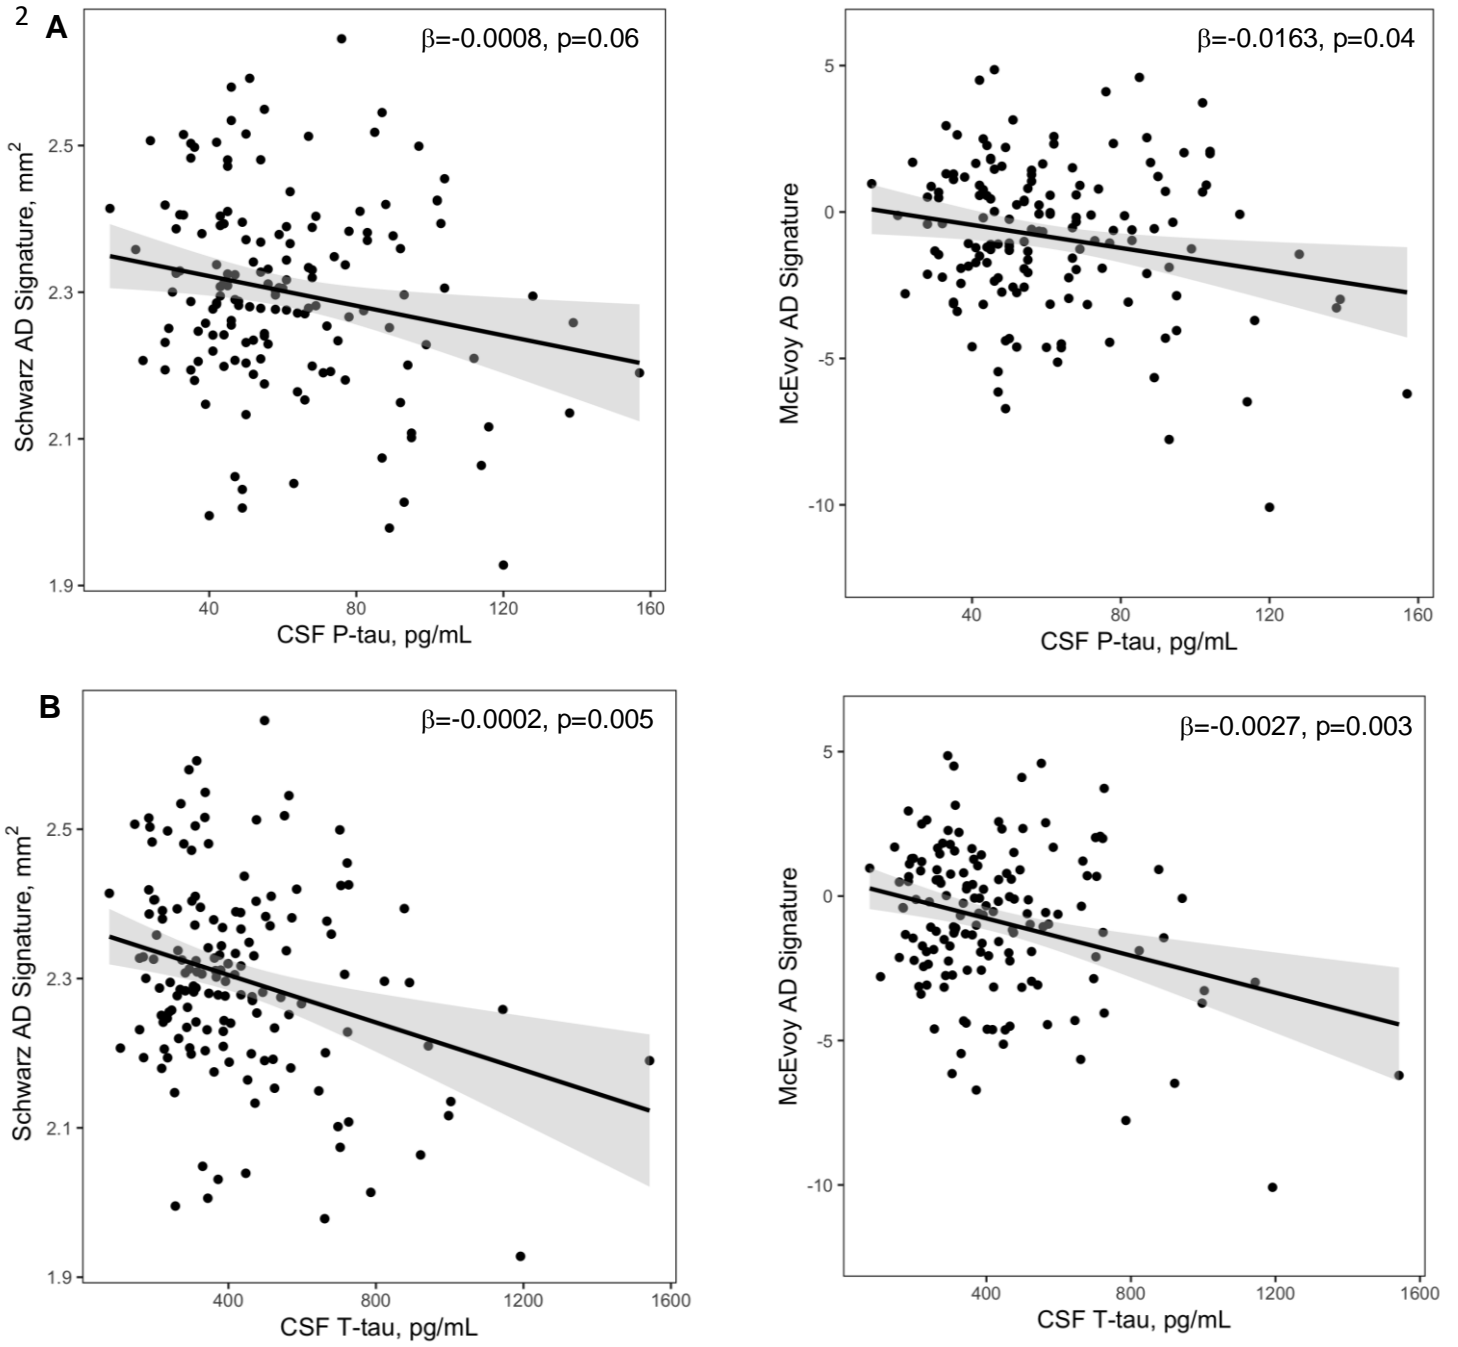 2
A
β=-0.0008, p=0.06
Schwarz AD Signature, mm²
2.5
2.3
2.1
1.9
40 80 120 160
CSF P-tau, pg/mL
β=-0.0163, p=0.04
McEvoy AD Signature
5
0
-5
-10
40 80 120 160
CSF P-tau, pg/mL
B
β=-0.0002, p=0.005
Schwarz AD Signature, mm²
2.5
2.3
2.1
1.9
400 800 1200 1600
CSF T-tau, pg/mL
β=-0.0027, p=0.003
McEvoy AD Signature
5
0
-5
-10
400 800 1200 1600
CSF T-tau, pg/mL